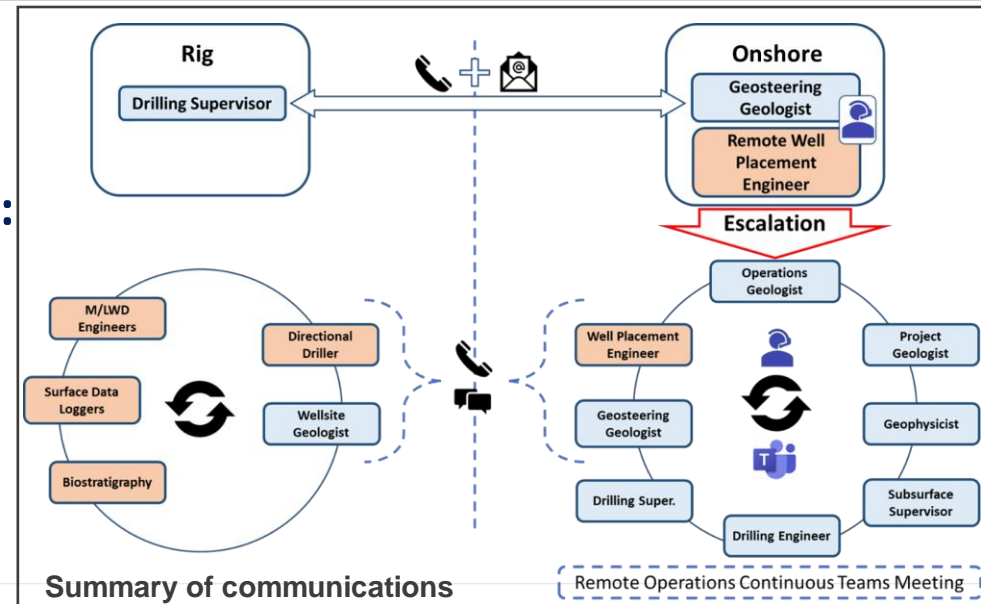 Rig
Drilling Supervisor
@
Onshore
Geosteering
Geologist
Remote Well
Placement
Engineer
:
Escalation
M/LWD
Engineers
Surface Data
Loggers
Biostratigraphy
Directional
Driller
Wellsite
Geologist
Operations
Geologist
Well Placement
Engineer
Geosteering
Geologist
Drilling Super.
Drilling Engineer
Project
Geologist
Geophysicist
Subsurface
Supervisor
T
Summary of communications
Remote Operations Continuous Teams Meeting